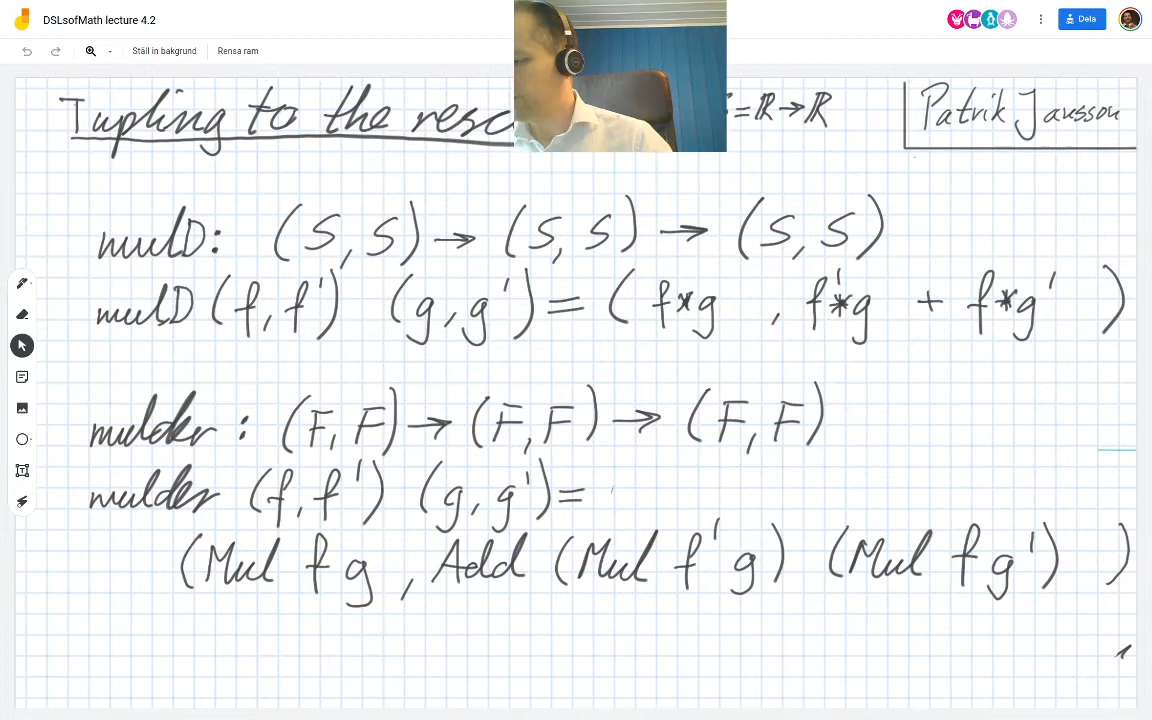 DSLsofMath lecture 4.2
Dela
Ställ in bakgrund Rensa ram
Tupling to the = ℝ → ℝ
Patrik Jansson
mulD : (S, S) → (S, S) → (S, S)
mulD (f, f') (g, g') = ( f*g , f'*g + f*g' )
mulder : (F, F) → (F, F) → (F, F)
mulder (f, f') (g, g') =
(Mul f g, Add (Mul f' g) (Mul f g') )
1